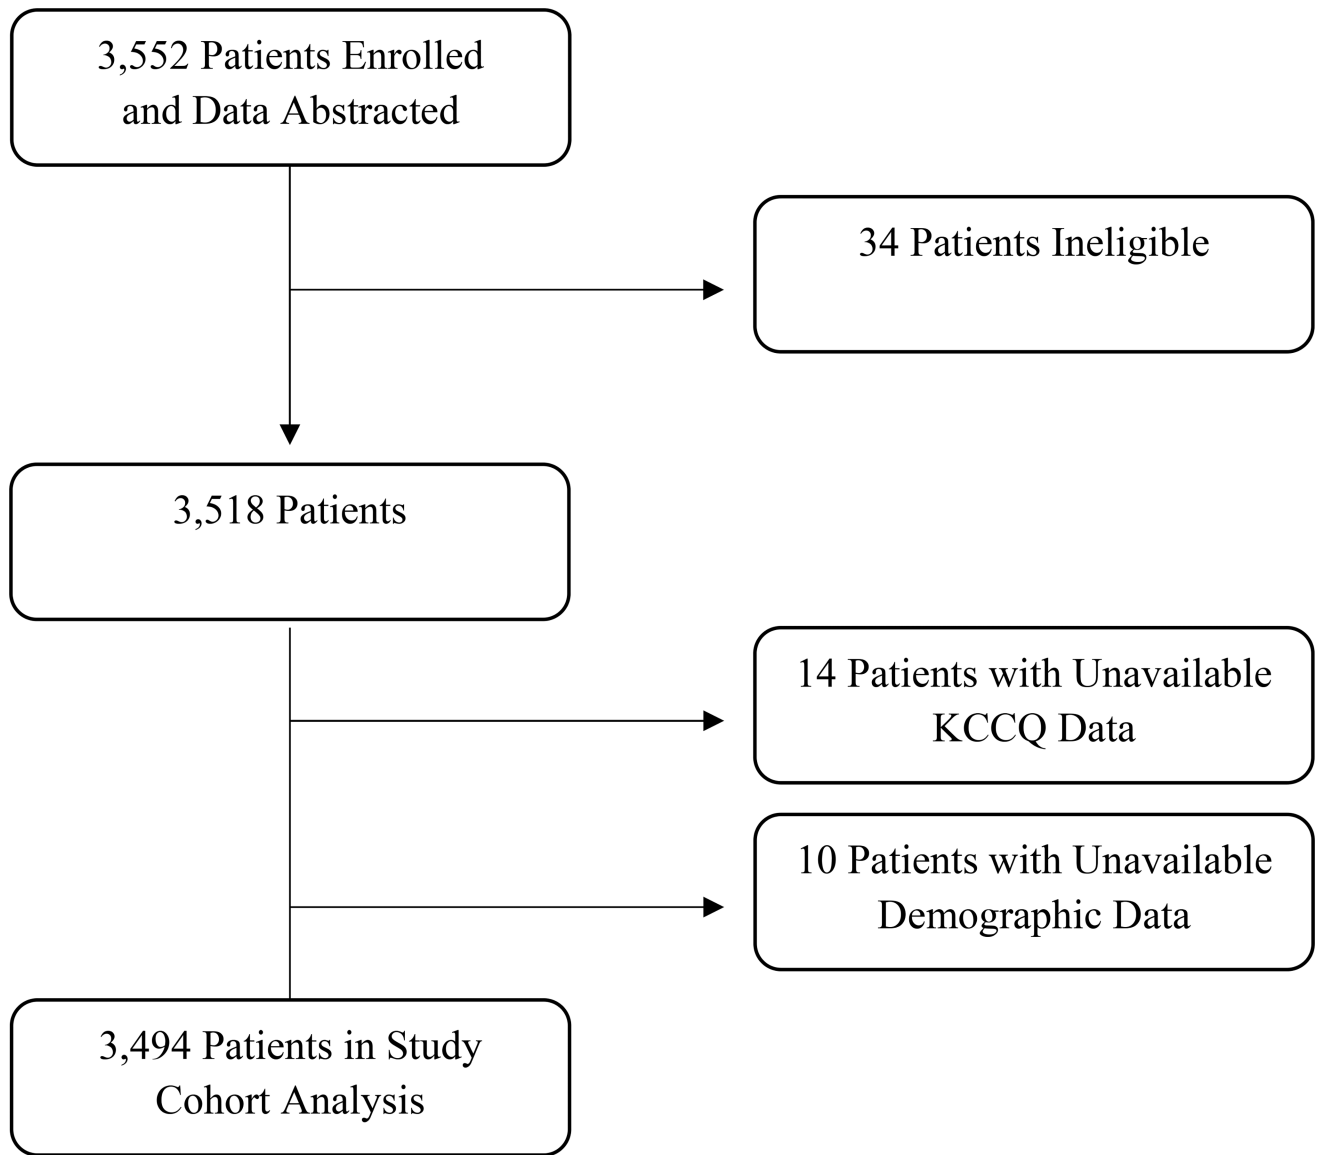 3,552 Patients Enrolled
and Data Abstracted
34 Patients Ineligible
3,518 Patients
14 Patients with Unavailable
KCCQ Data
10 Patients with Unavailable
Demographic Data
3,494 Patients in Study
Cohort Analysis